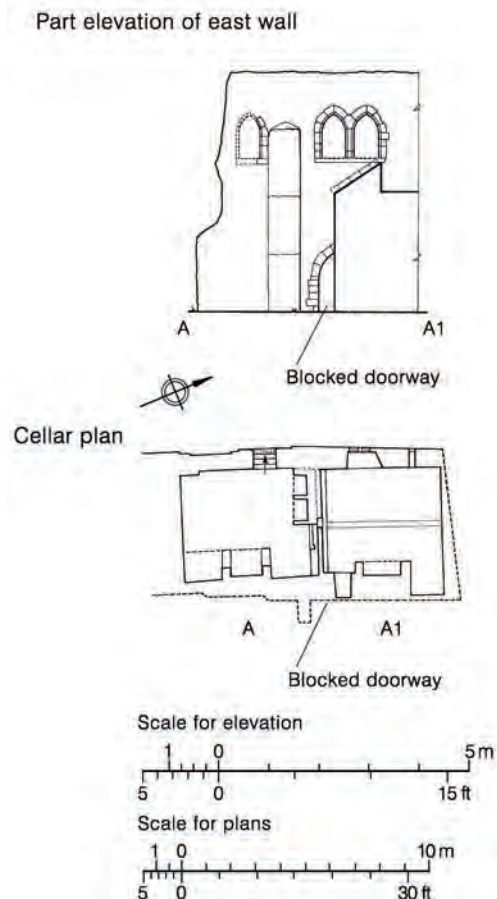 Part elevation of east wall
A A1
Blocked doorway
Cellar plan
A A1
Blocked doorway
Scale for elevation
1 0 5 m
5 0 15 ft
Scale for plans
1 0 10 m
5 0 30 ft